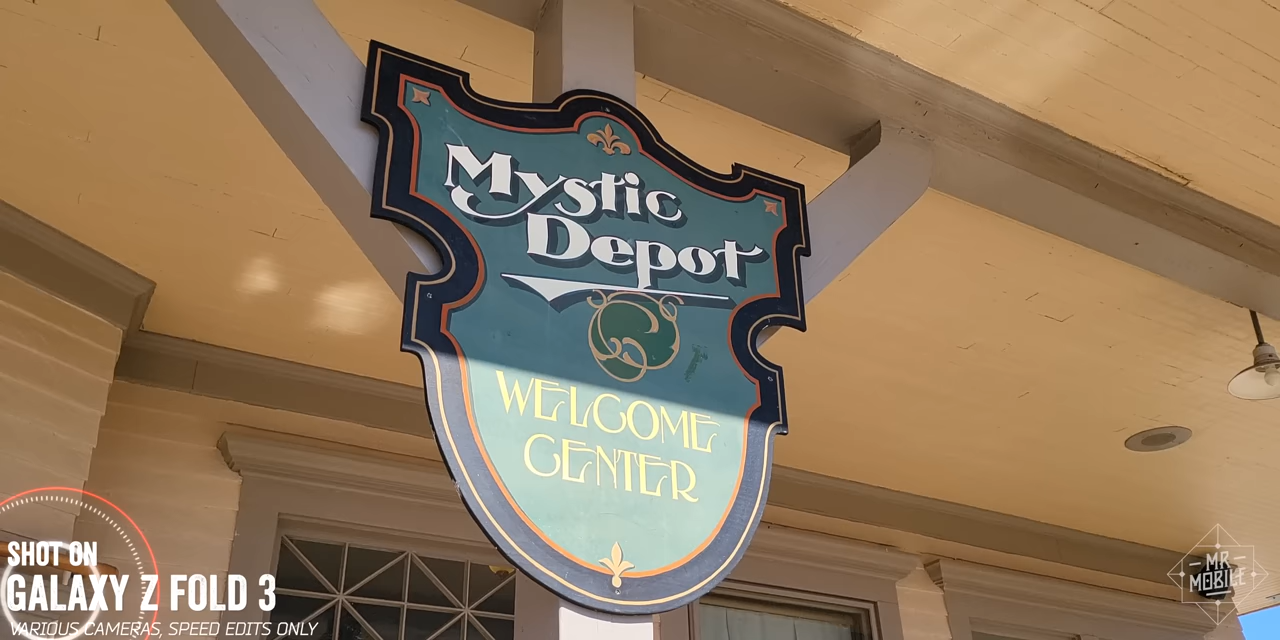 Mystic
Depot
WELCOME
CENTER
SHOT ON
GALAXY Z FOLD 3
VARIOUS CAMERAS, SPEED EDITS ONLY
MR
MOBILE